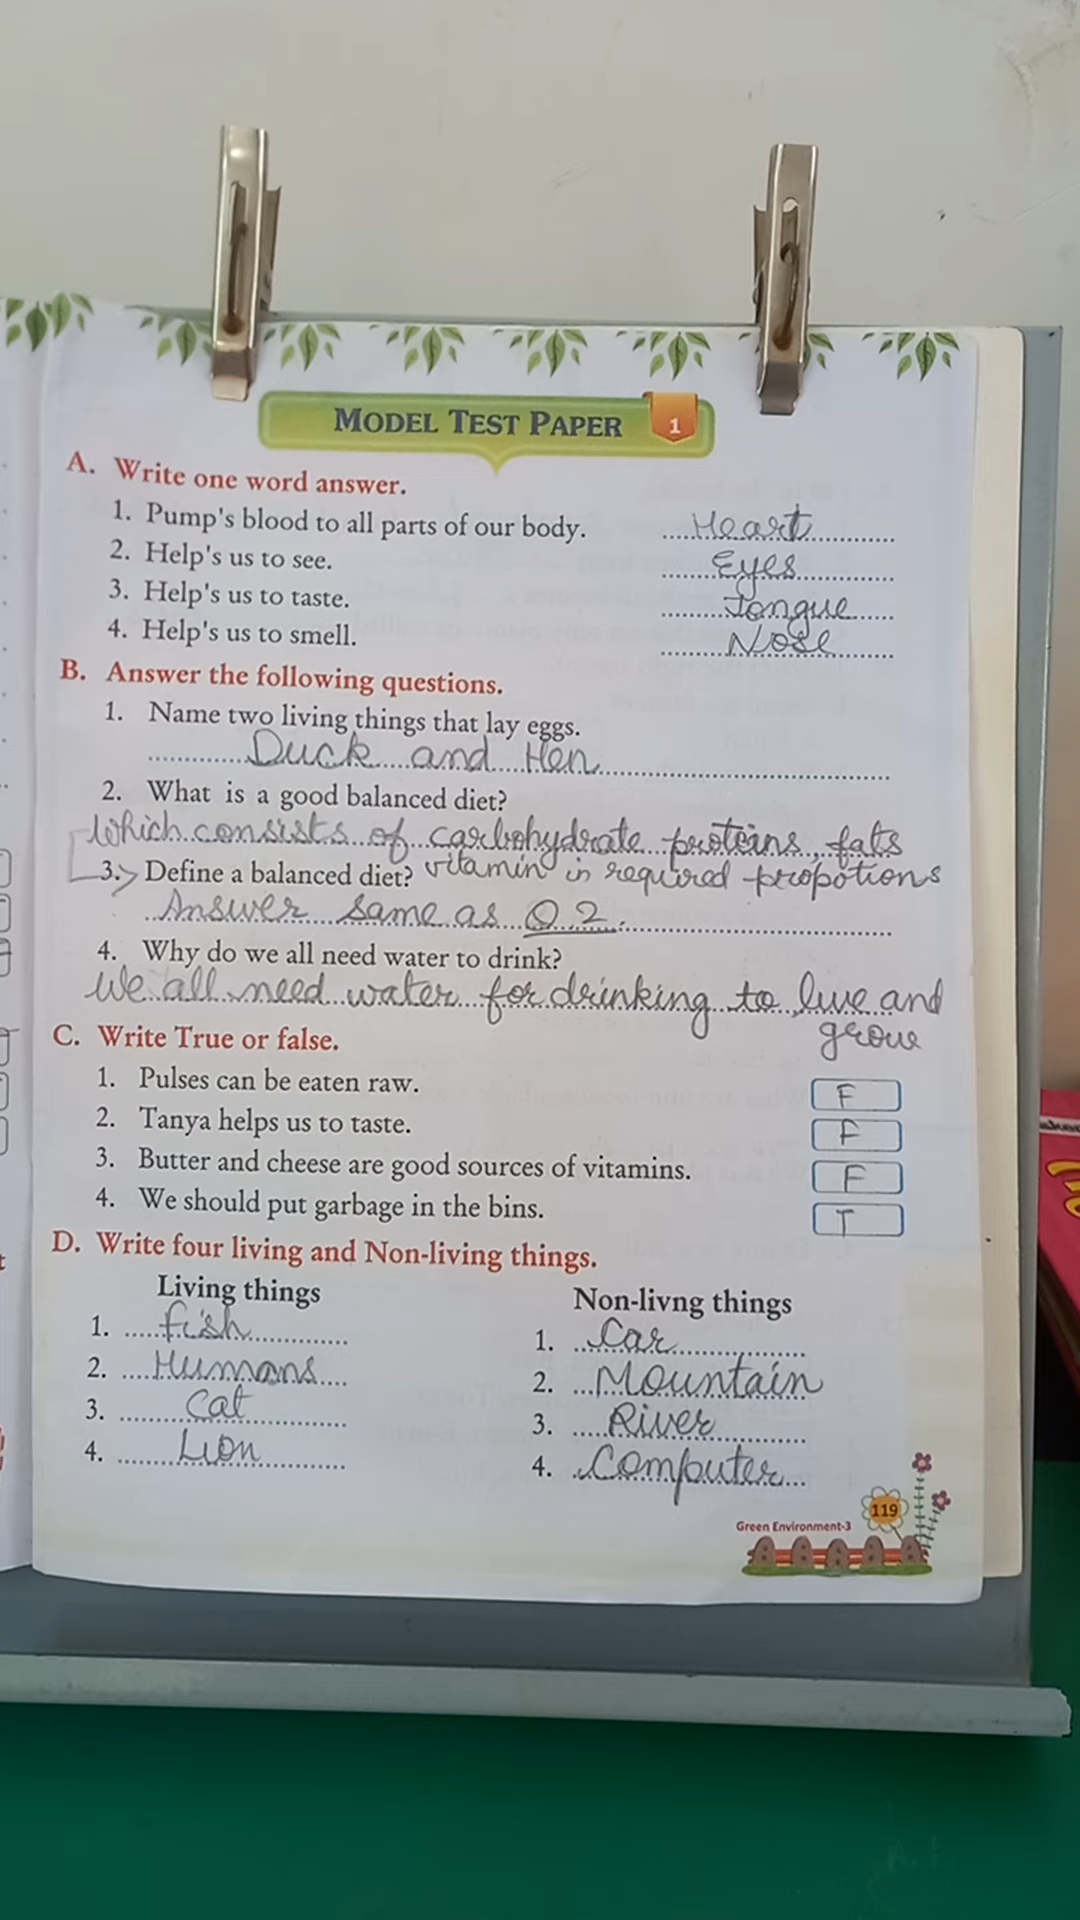 MODEL TEST PAPER 1
A. Write one word answer.
1. Pump's blood to all parts of our body. Heart
2. Help's us to see. Eyes
3. Help's us to taste. Tongue
4. Help's us to smell. Nose
B. Answer the following questions.
1. Name two living things that lay eggs.
Duck and Hen
2. What is a good balanced diet?
Which consists of carbohydrate proteins, fats
3. Define a balanced diet? vitamin in required propotions
Answer same as Q.2.
4. Why do we all need water to drink?
We all need water for drinking to live and
grow
C. Write True or false.
1. Pulses can be eaten raw. F
2. Tanya helps us to taste. F
3. Butter and cheese are good sources of vitamins. F
4. We should put garbage in the bins. T
D. Write four living and Non-living things.
Living things Non-livng things
1. fish 1. Car
2. Humans 2. Mountain
3. Cat 3. River
4. Lion 4. Computer
119
Green Environment-3